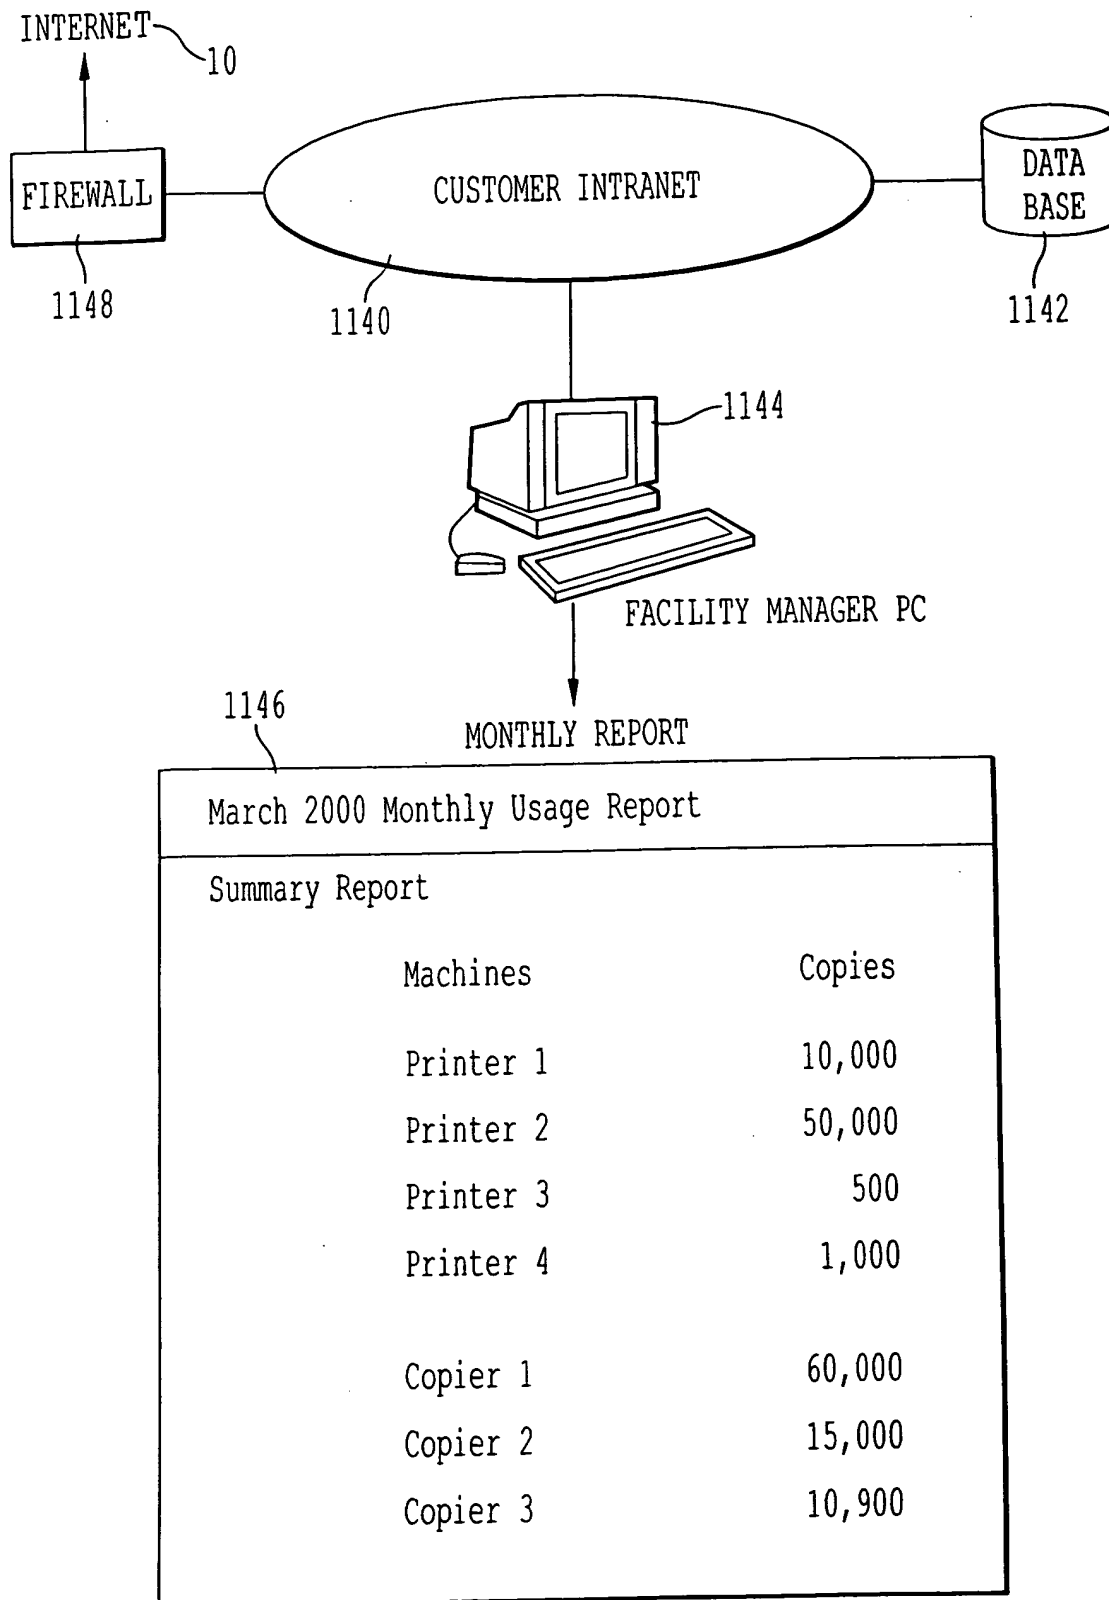 INTERNET
10
FIREWALL
CUSTOMER INTRANET
DATA
BASE
1148
1140
1142
1144
FACILITY MANAGER PC
1146
MONTHLY REPORT
March 2000 Monthly Usage Report
Summary Report
Machines Copies
Printer 1 10,000
Printer 2 50,000
Printer 3 500
Printer 4 1,000
Copier 1 60,000
Copier 2 15,000
Copier 3 10,900